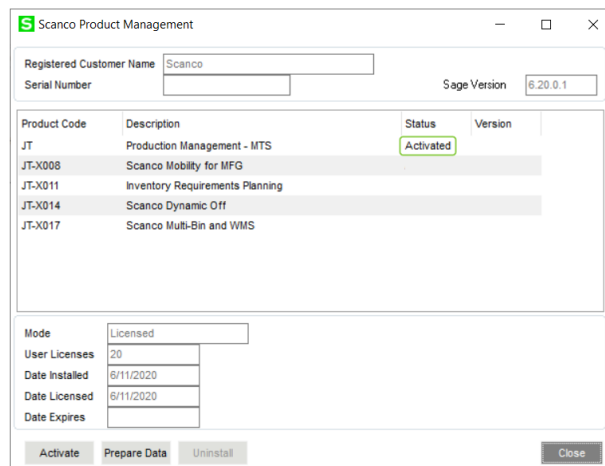 S Scanco Product Management
Registered Customer Name Scanco
Serial Number Sage Version 6.20.0.1
Product Code Description Status Version
JT Production Management - MTS Activated
JT-X008 Scanco Mobility for MFG
JT-X011 Inventory Requirements Planning
JT-X014 Scanco Dynamic Off
JT-X017 Scanco Multi-Bin and WMS
Mode Licensed
User Licenses 20
Date Installed 6/11/2020
Date Licensed 6/11/2020
Date Expires
Activate Prepare Data Uninstall Close